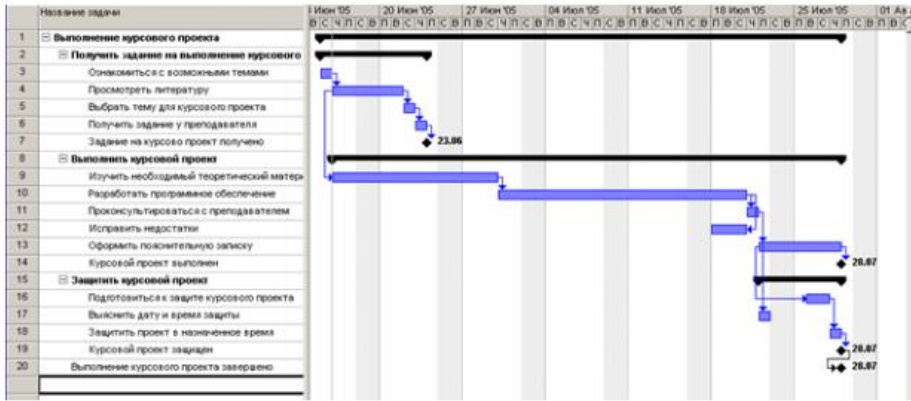 Название задачи
Июн '05 20 Июн '05 27 Июн '05 04 Июл '05 11 Июл '05 18 Июл '05 25 Июл '05 01 Ав
В С Ч П С В П В С Ч П С В П В С Ч П С В П В С Ч П С В П В С Ч П С В П В С Ч П С В П В С Ч П С В П В С
1 Выполнение курсового проекта
2 Получить задание на выполнение курсового
3 Ознакомиться с возможными темами
4 Просмотреть литературу
5 Выбрать тему для курсового проекта
6 Получить задание у преподавателя
7 Задание на курсово проект получено 23.06
8 Выполнить курсовой проект
9 Изучить необходимый теоретический матери
10 Разработать программное обеспечение
11 Проконсультироваться с преподавателем
12 Исправить недостатки
13 Оформить пояснительную записку
14 Курсовой проект выполнен 28.07
15 Защитить курсовой проект
16 Подготовиться к защите курсового проекта
17 Выяснить дату и время защиты
18 Защитить проект в назначенное время
19 Курсовой проект защищен 28.07
20 Выполнение курсового проекта завершено 28.07